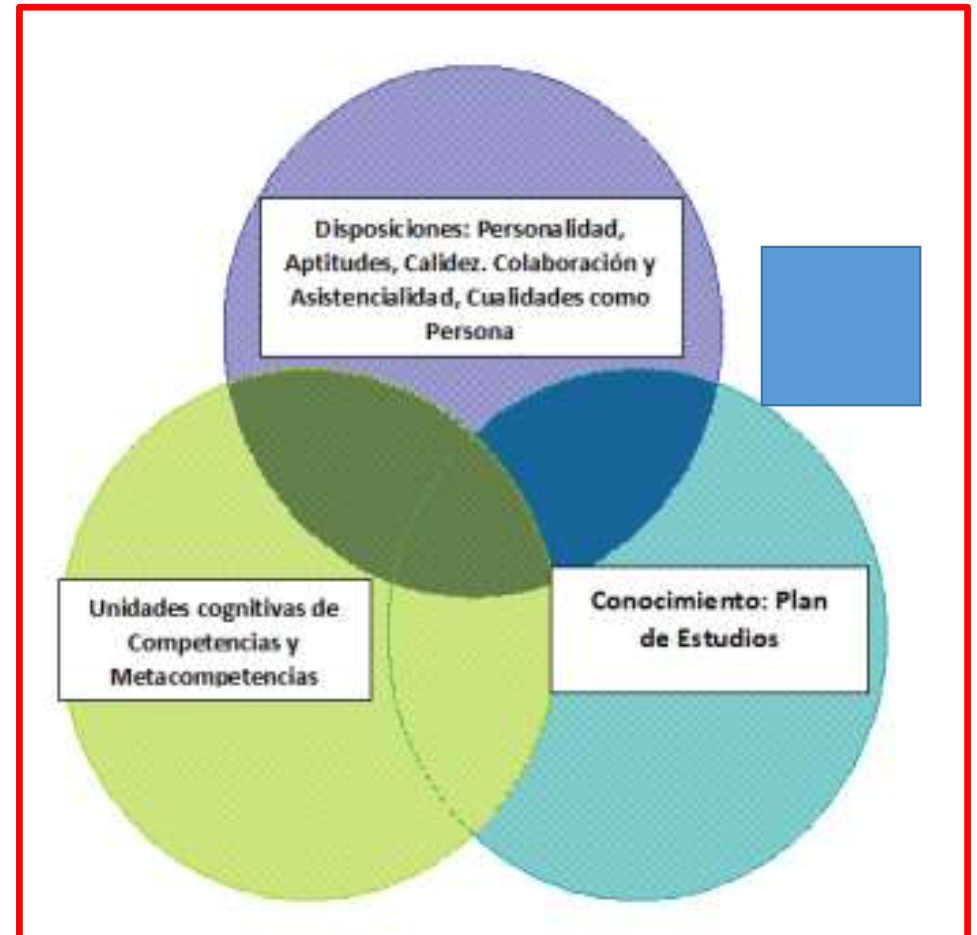 Disposiciones: Personalidad,
Aptitudes, Calidez. Colaboración y
Asistencialidad, Cualidades como
Persona
Unidades cognitivas de
Competencias y
Metacompetencias
Conocimiento: Plan
de Estudios